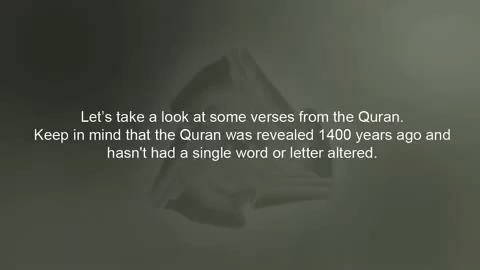 Let’s take a look at some verses from the Quran.
Keep in mind that the Quran was revealed 1400 years ago and
hasn't had a single word or letter altered.